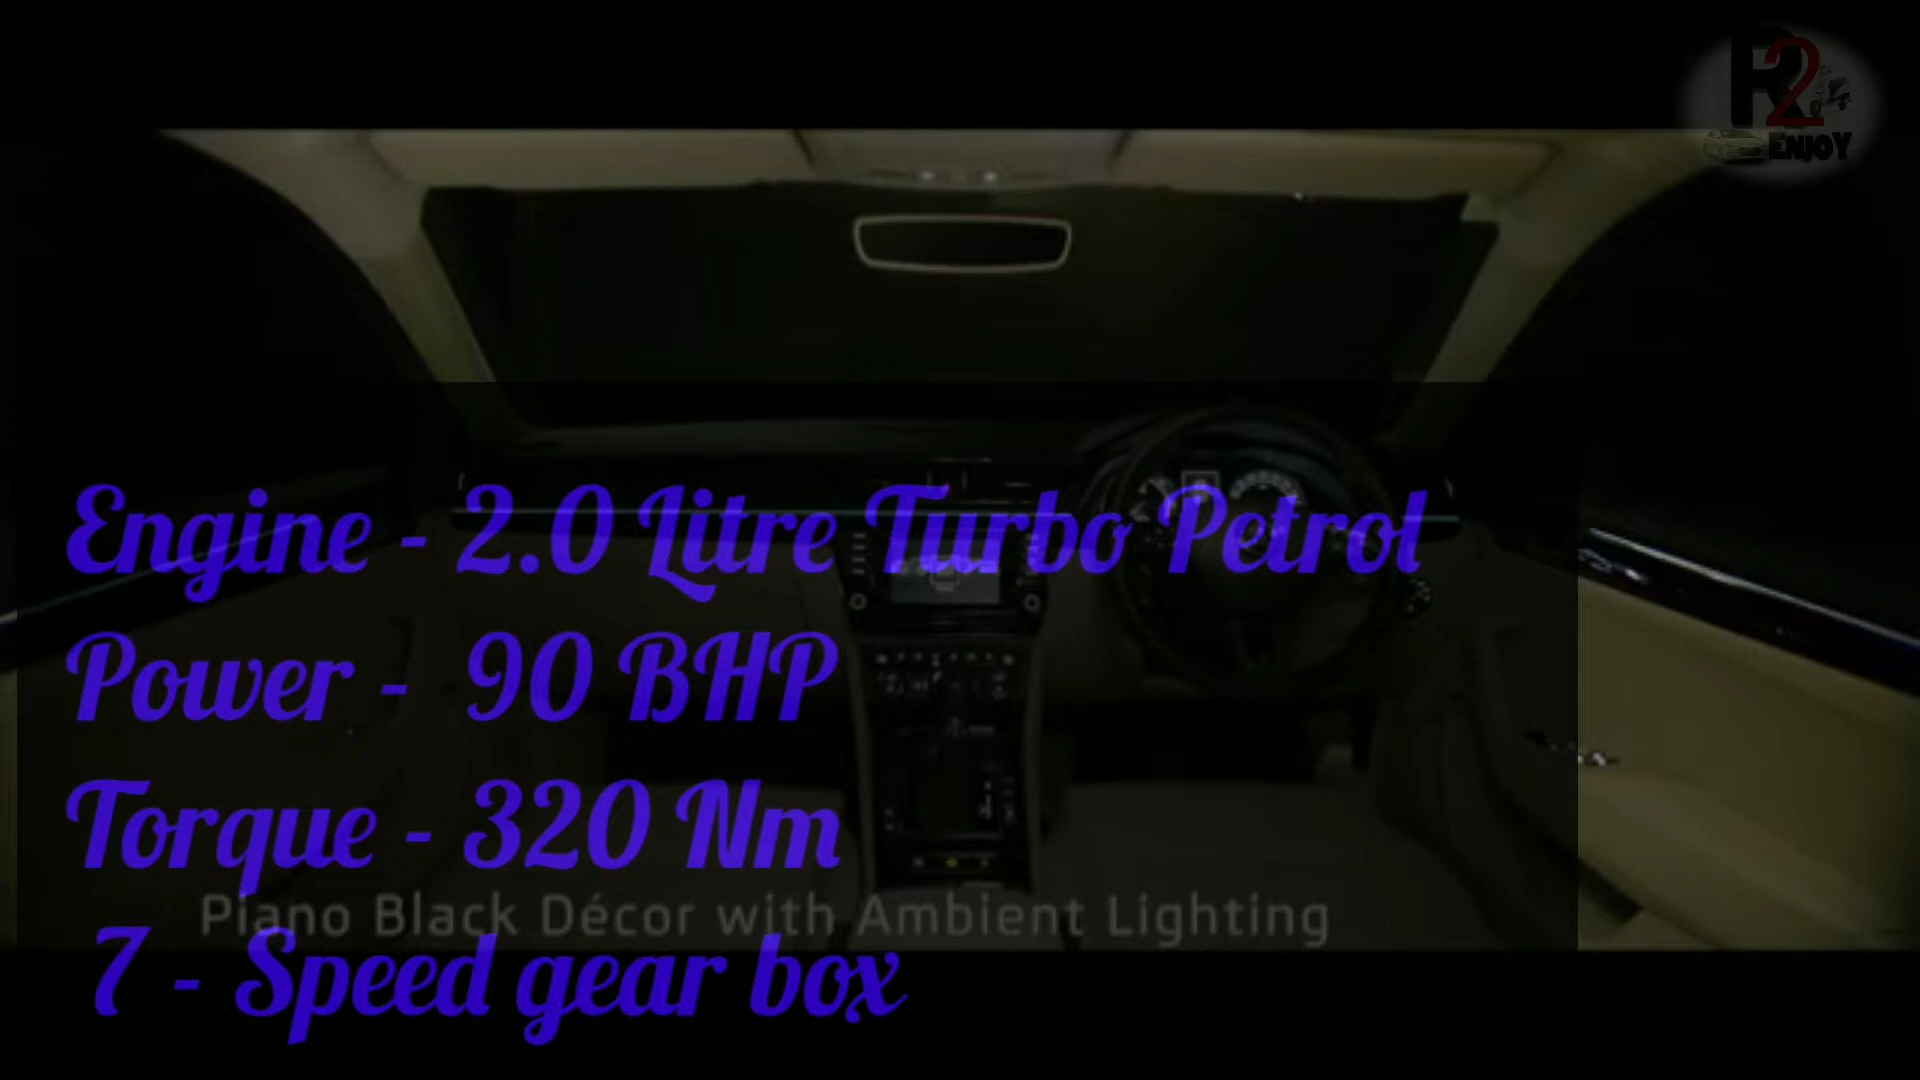 R2
ENJOY
Engine - 2.0 Litre Turbo Petrol
Power - 90 BHP
Torque - 320 Nm
Piano Black Décor with Ambient Lighting
7 - Speed gear box